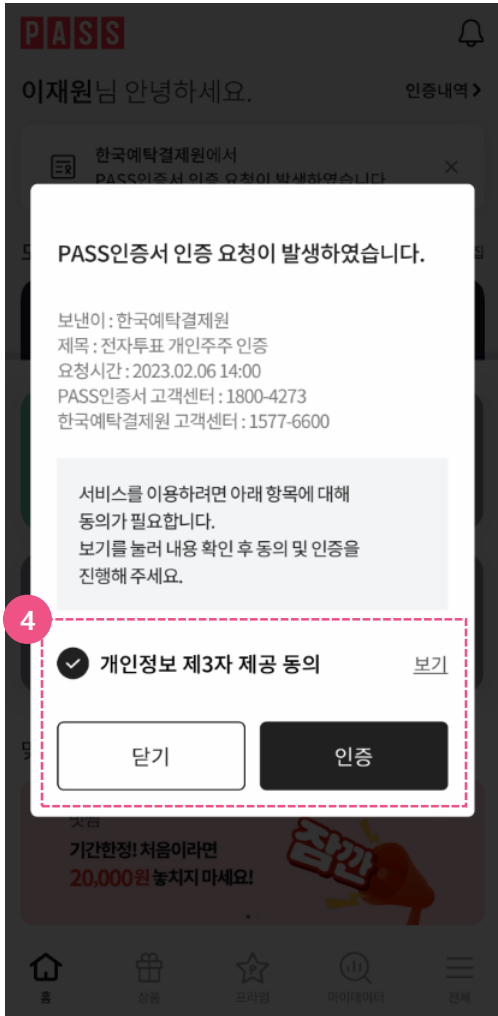 PASS
이재원님 안녕하세요.
인증내역
한국예탁결제원에서
PASS인증서 인증 요청이 발생하였습니다
PASS인증서 인증 요청이 발생하였습니다.
보낸이 : 한국예탁결제원
제목 : 전자투표 개인주주 인증
요청시간 : 2023.02.06 14:00
PASS인증서 고객센터 : 1800-4273
한국예탁결제원 고객센터 : 1577-6600
서비스를 이용하려면 아래 항목에 대해
동의가 필요합니다.
보기를 눌러 내용 확인 후 동의 및 인증을
진행해 주세요.
4
개인정보 제3자 제공 동의
보기
닫기
인증
기간한정! 처음이라면
20,000원 놓치지 마세요!
잠깐
홈
상품
프라임
마이데이터
전체